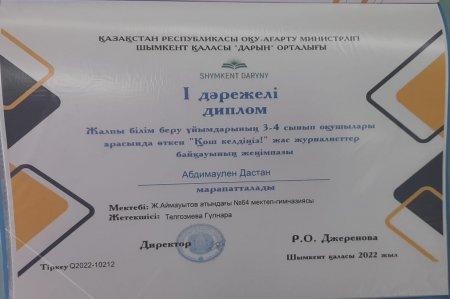 ҚАЗАҚСТАН РЕСПУБЛИКАСЫ ОҚУ-АҒАРТУ МИНИСТРЛІГІ
ШЫМКЕНТ ҚАЛАСЫ "ДАРЫН" ОРТАЛЫҒЫ
SHYMKENT DARYNY
І дәрежелі
диплом
Жалпы білім беру ұйымдарының 3-4 сынып оқушылары
арасында өткен "Қош келдіңіз!" жас журналистер
байқауының жеңімпазы
Абдимаулен Дастан
марапатталады
Мектебі: Ж.Аймауытов атындағы №64 мектеп-гимназиясы
Жетекшісі: Телгозиева Гулнара
Директор
Р.О. Джеренова
Шымкент қаласы 2022 жыл
Тіркеу Q2022-10212